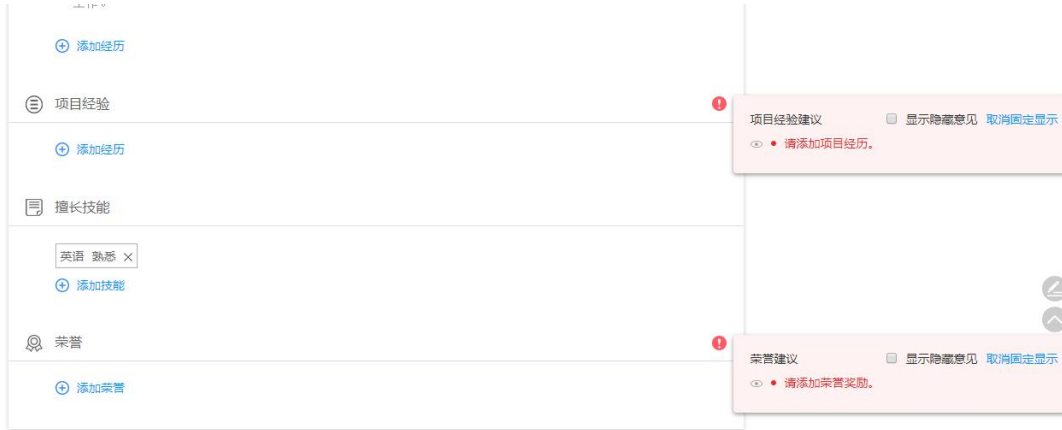 添加经历
项目经验
项目经验建议 显示隐藏意见 取消固定显示
请添加项目经历。
添加经历
擅长技能
英语 熟悉
添加技能
荣誉
荣誉建议 显示隐藏意见 取消固定显示
请添加荣誉奖励。
添加荣誉